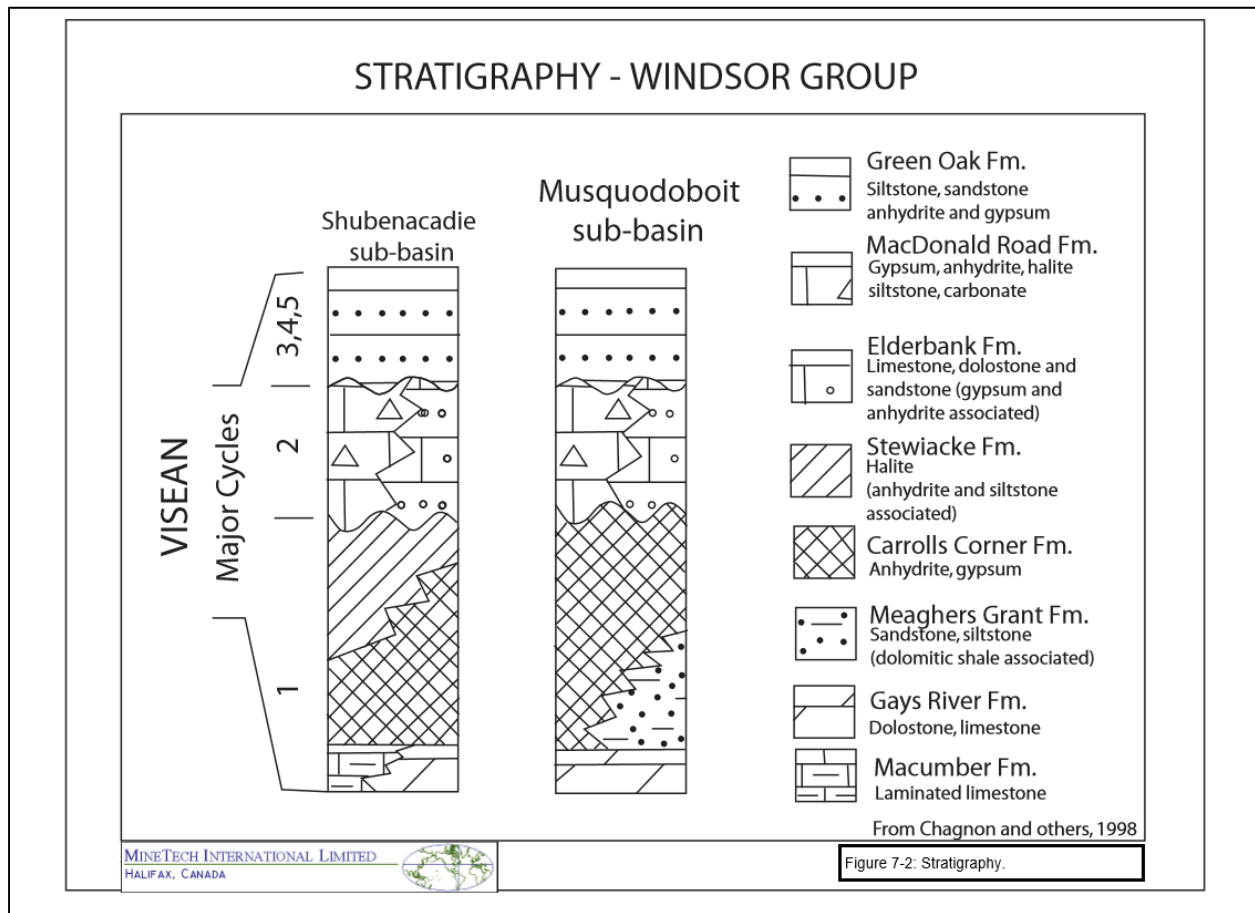 STRATIGRAPHY - WINDSOR GROUP
Shubenacadie
sub-basin
Musquodoboit
sub-basin
VISEAN
Major Cycles
3,4,5
2
1
Green Oak Fm.
Siltstone, sandstone
anhydrite and gypsum
MacDonald Road Fm.
Gypsum, anhydrite, halite
siltstone, carbonate
Elderbank Fm.
Limestone, dolostone and
sandstone (gypsum and
anhydrite associated)
Stewiacke Fm.
Halite
(anhydrite and siltstone
associated)
Carrolls Corner Fm.
Anhydrite, gypsum
Meaghers Grant Fm.
Sandstone, siltstone
(dolomitic shale associated)
Gays River Fm.
Dolostone, limestone
Macumber Fm.
Laminated limestone
From Chagnon and others, 1998
MINETECH INTERNATIONAL LIMITED
HALIFAX, CANADA
Figure 7-2: Stratigraphy.